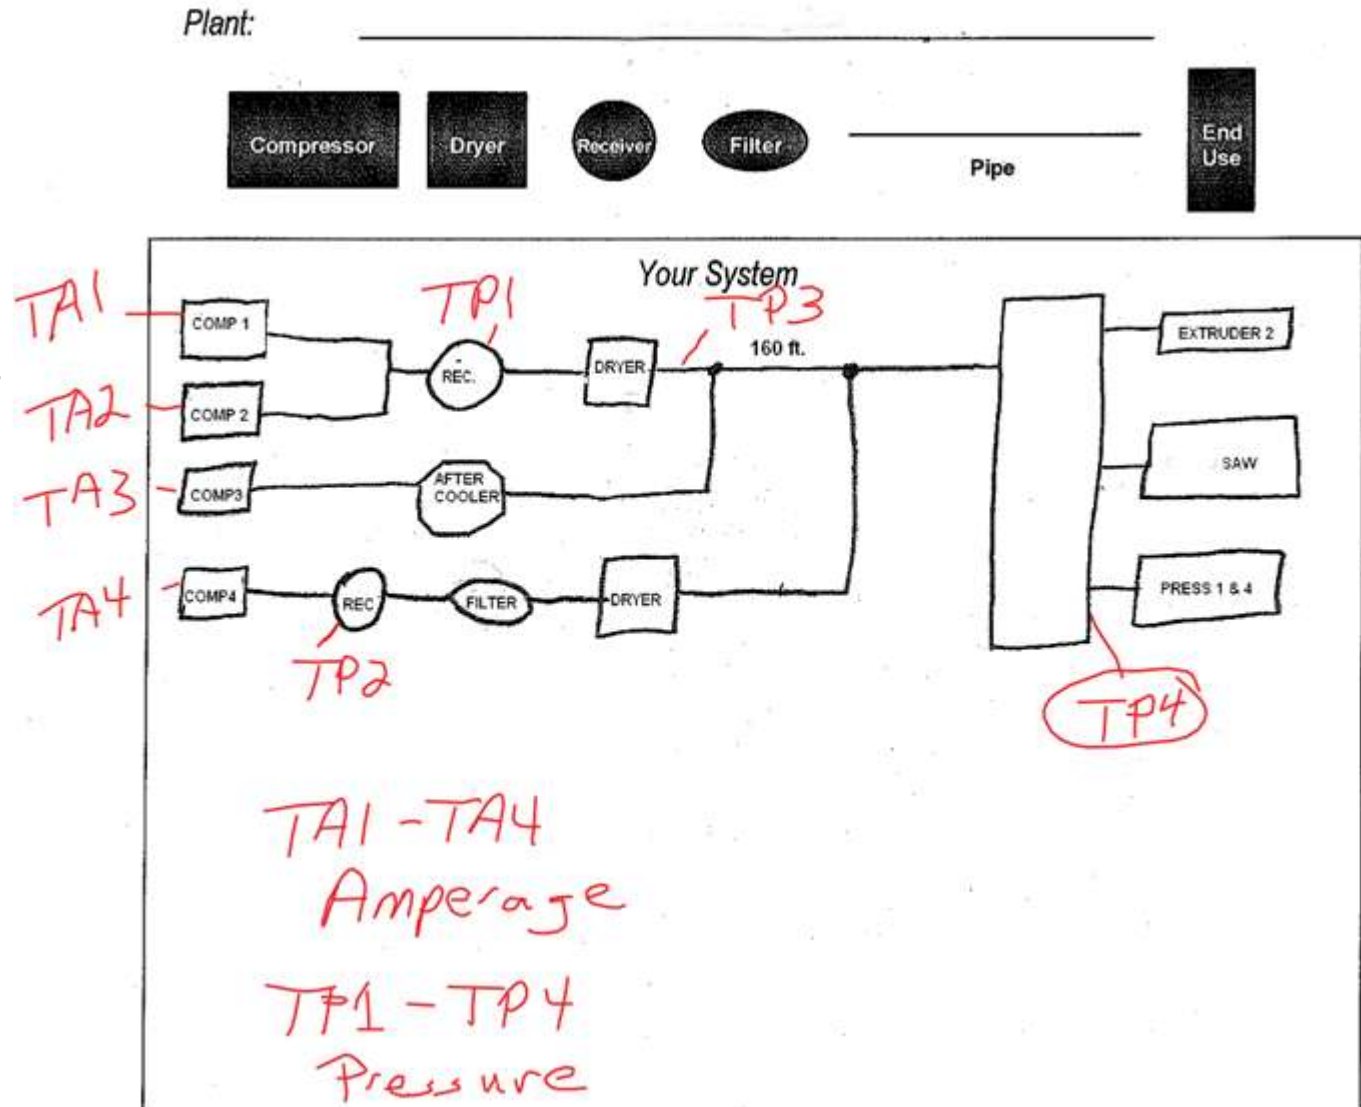 Plant:
Compressor
Dryer
Receiver
Filter
Pipe
End
Use
Your System
TA1
COMP 1
TP1
REC.
DRYER
TP3
160 ft.
EXTRUDER 2
TA2
COMP 2
TA3
COMP3
AFTER
COOLER
SAW
TA4
COMP4
REC
FILTER
DRYER
PRESS 1 & 4
TP2
TP4
TA1 - TA4
Amperage
TP1 - TP4
Pressure